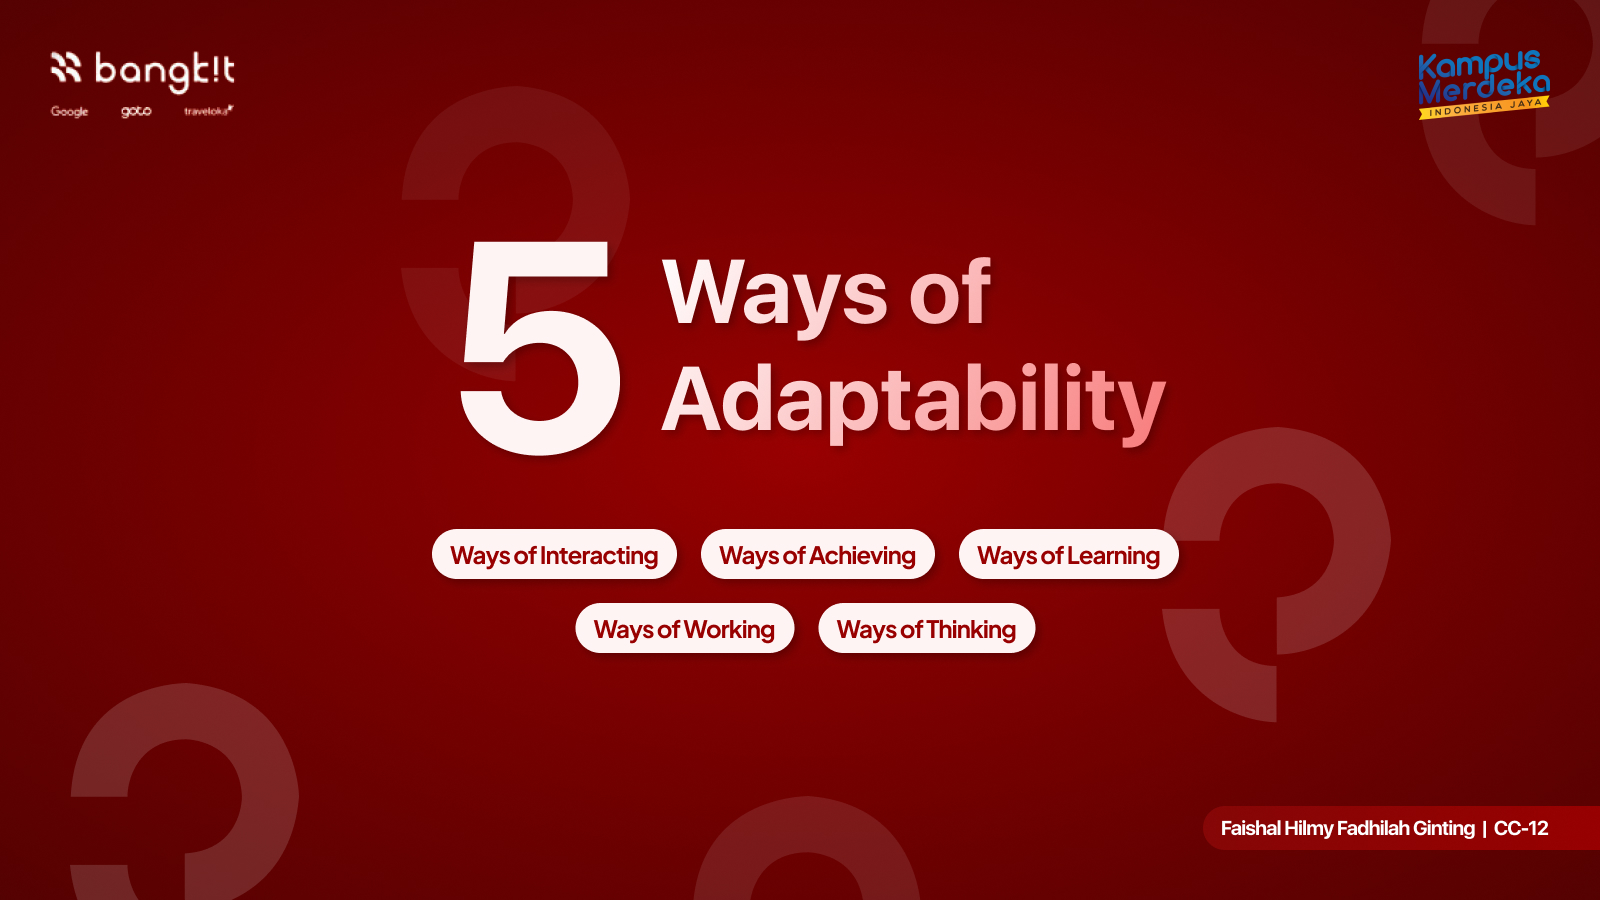 bangk!t
Google goto traveloka
Kampus
Merdeka
INDONESIA JAYA
5 Ways of
Adaptability
Ways of Interacting
Ways of Achieving
Ways of Learning
Ways of Working
Ways of Thinking
Faishal Hilmy Fadhilah Ginting | CC-12